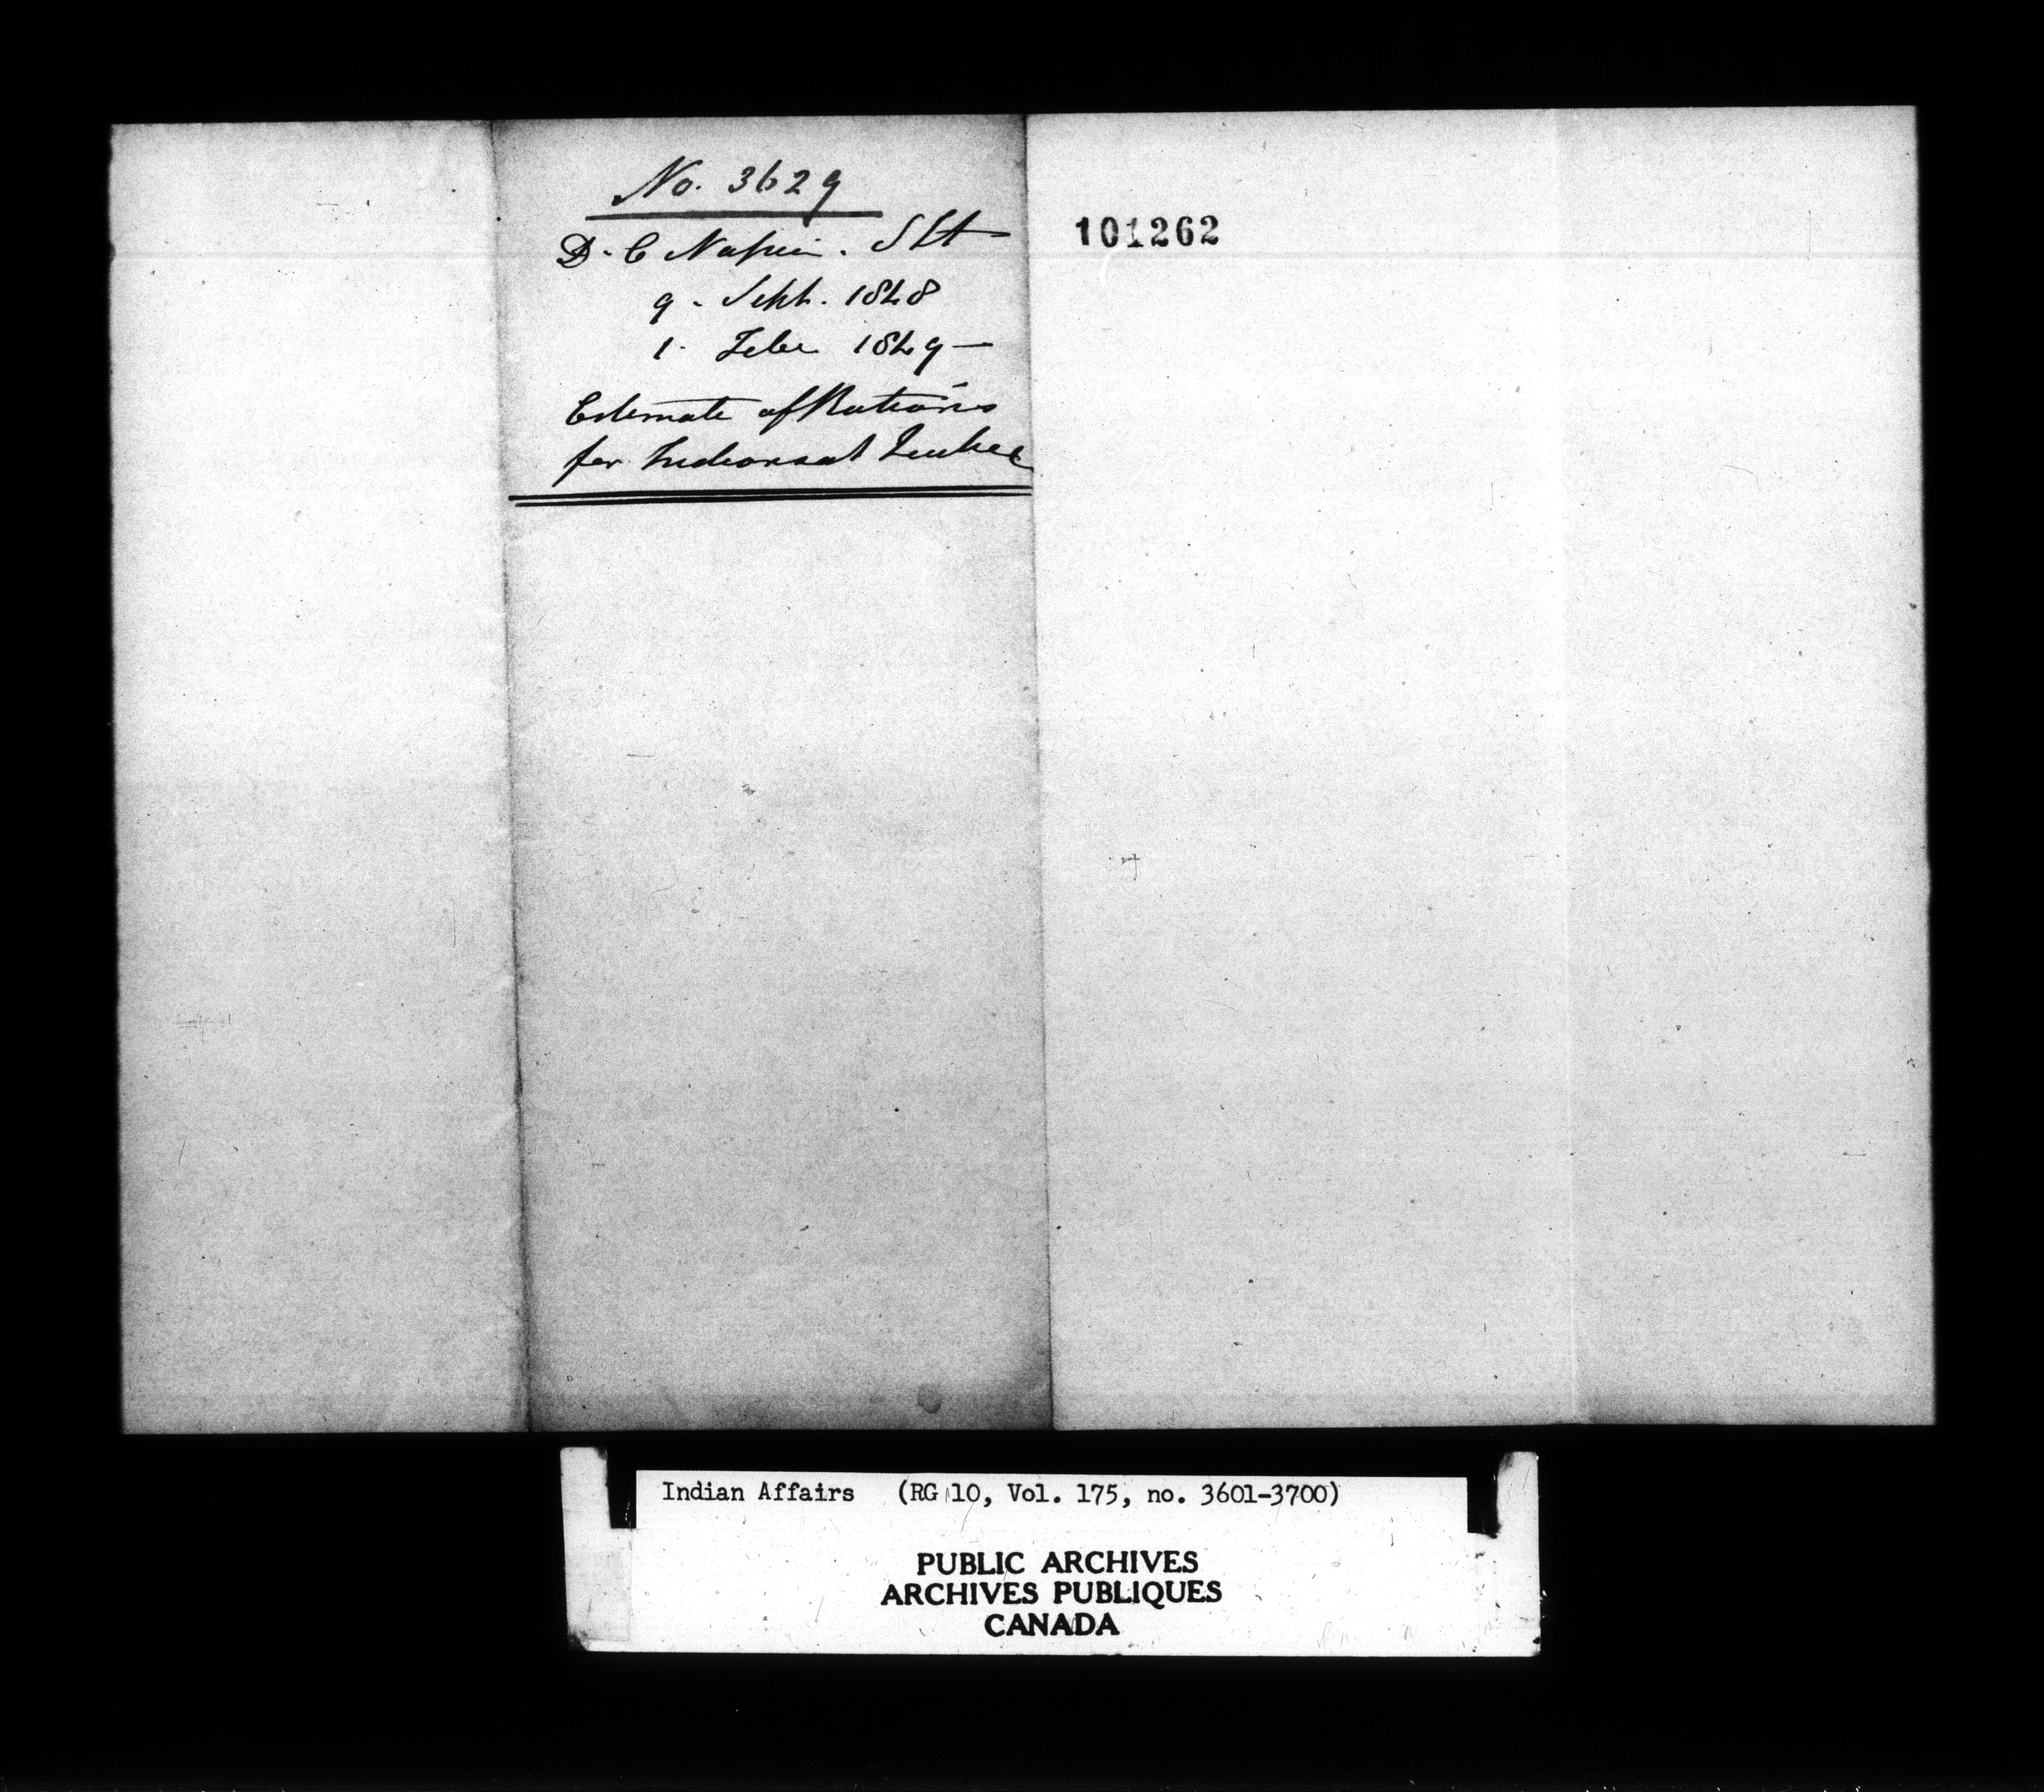 No. 3629
D. C Napier. SIA
9. Sept. 1848
1. Febr 1849 —
Estimate of Rations
for Indians at Quebec
101262
Indian Affairs (RG 10, Vol. 175, no. 3601-3700)
PUBLIC ARCHIVES
ARCHIVES PUBLIQUES
CANADA